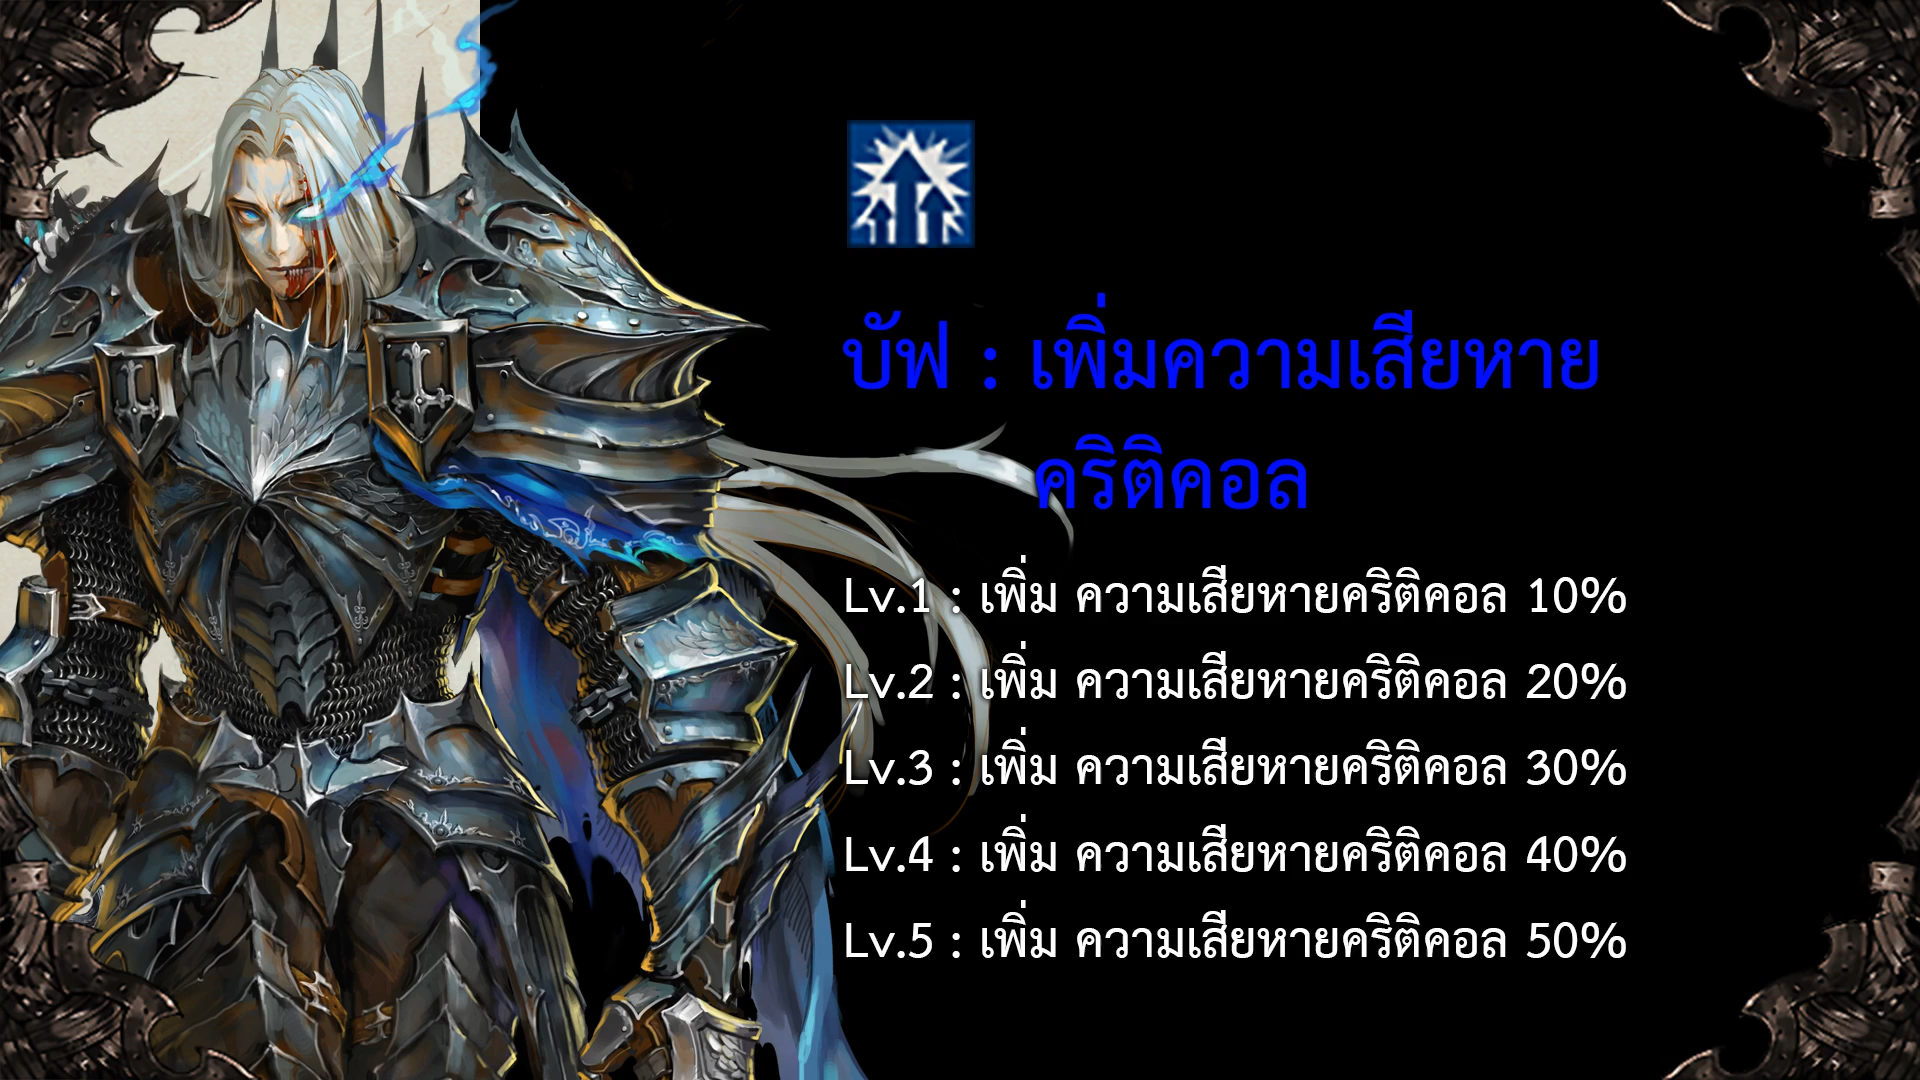 บัฟ : เพิ่มความเสียหาย
คริติคอล
Lv.1 : เพิ่ม ความเสียหายคริติคอล 10%
Lv.2 : เพิ่ม ความเสียหายคริติคอล 20%
Lv.3 : เพิ่ม ความเสียหายคริติคอล 30%
Lv.4 : เพิ่ม ความเสียหายคริติคอล 40%
Lv.5 : เพิ่ม ความเสียหายคริติคอล 50%